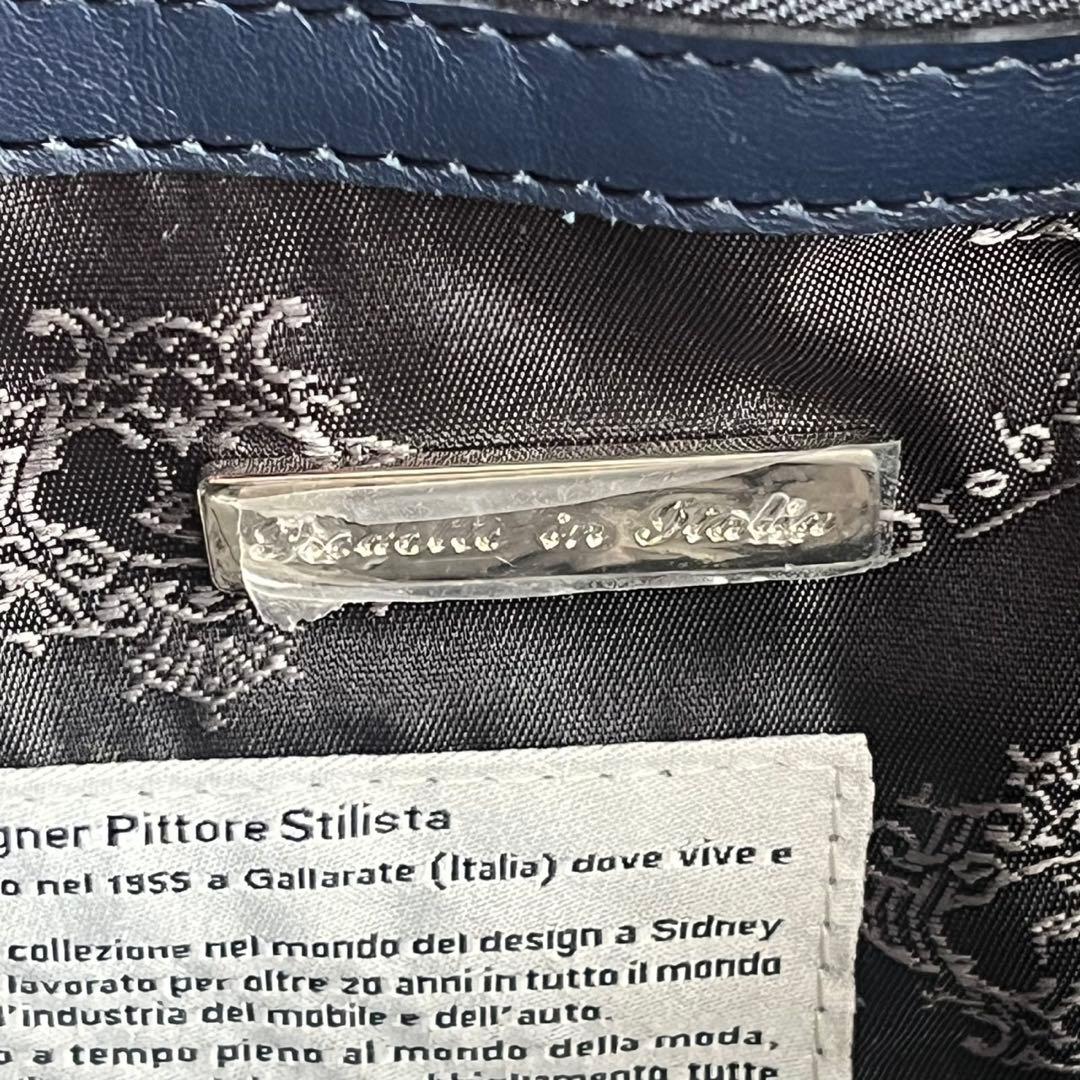 in Italia
gner Pittore Stilista
o nel 1955 a Gallarate (Italia) dove vive e
collezione nel mondo del design a Sidney
lavorato per oltre 20 anni in tutto il mondo
l'industria del mobile e dell'auto.
o a tempo pieno al mondo della moda,
tutte